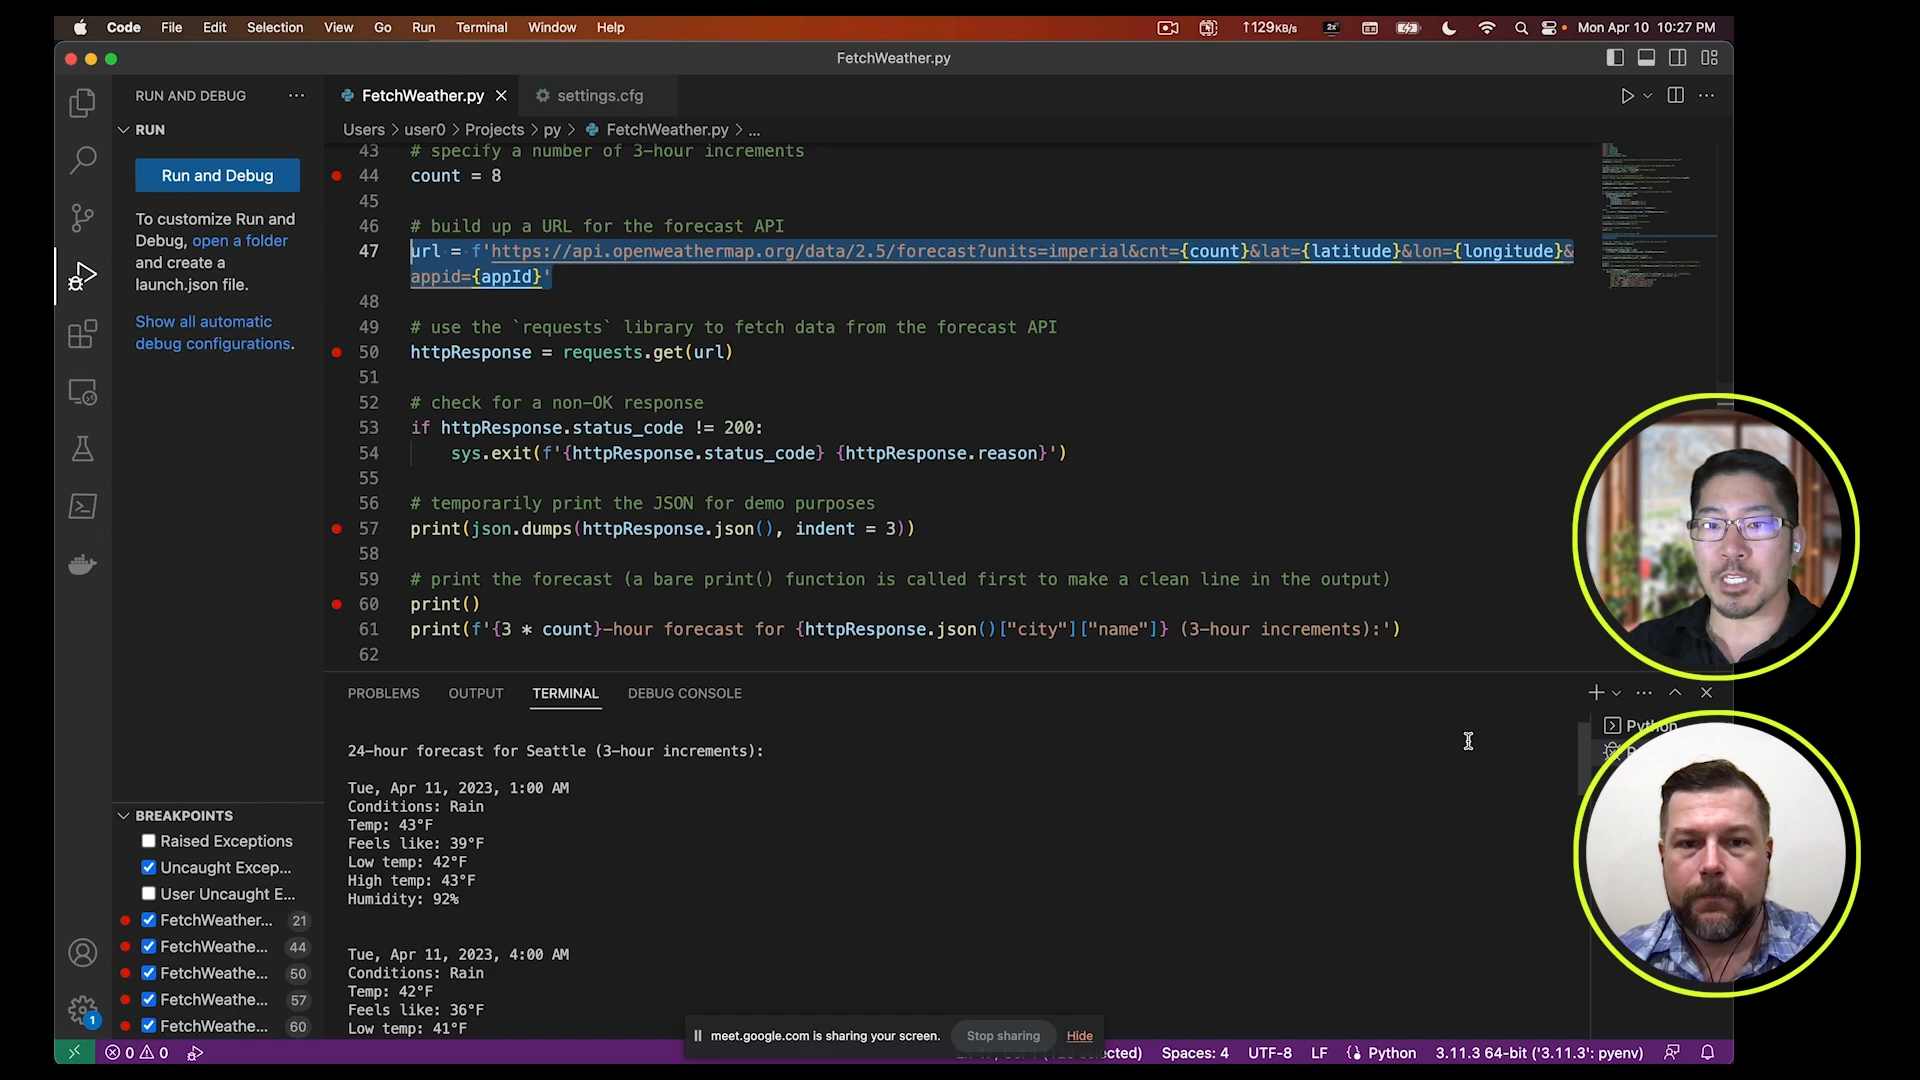 Code File Edit Selection View Go Run Terminal Window Help
↑129KB/s
2x
Mon Apr 10 10:27 PM
FetchWeather.py
RUN AND DEBUG
RUN
Run and Debug
To customize Run and
Debug, open a folder
and create a
launch.json file.
Show all automatic
debug configurations.
FetchWeather.py
settings.cfg
Users > user0 > Projects > py > FetchWeather.py > ...
43 # specify a number of 3-hour increments
44 count = 8
45
46 # build up a URL for the forecast API
47 url = f'https://api.openweathermap.org/data/2.5/forecast?units=imperial&cnt={count}&lat={latitude}&lon={longitude}&
appid={appId}'
48
49 # use the `requests` library to fetch data from the forecast API
50 httpResponse = requests.get(url)
51
52 # check for a non-OK response
53 if httpResponse.status_code != 200:
54 sys.exit(f'{httpResponse.status_code} {httpResponse.reason}')
55
56 # temporarily print the JSON for demo purposes
57 print(json.dumps(httpResponse.json(), indent = 3))
58
59 # print the forecast (a bare print() function is called first to make a clean line in the output)
60 print()
61 print(f'{3 * count}-hour forecast for {httpResponse.json()["city"]["name"]} (3-hour increments):')
62
PROBLEMS OUTPUT TERMINAL DEBUG CONSOLE
Python
24-hour forecast for Seattle (3-hour increments):
Tue, Apr 11, 2023, 1:00 AM
Conditions: Rain
Temp: 43°F
Feels like: 39°F
Low temp: 42°F
High temp: 43°F
Humidity: 92%
Tue, Apr 11, 2023, 4:00 AM
Conditions: Rain
Temp: 42°F
Feels like: 36°F
Low temp: 41°F
BREAKPOINTS
Raised Exceptions
Uncaught Excep...
User Uncaught E...
FetchWeather... 21
FetchWeathe... 44
FetchWeathe... 50
FetchWeathe... 57
FetchWeathe... 60
1
meet.google.com is sharing your screen. Stop sharing Hide
0 0
Spaces: 4 UTF-8 LF Python 3.11.3 64-bit ('3.11.3': pyenv)